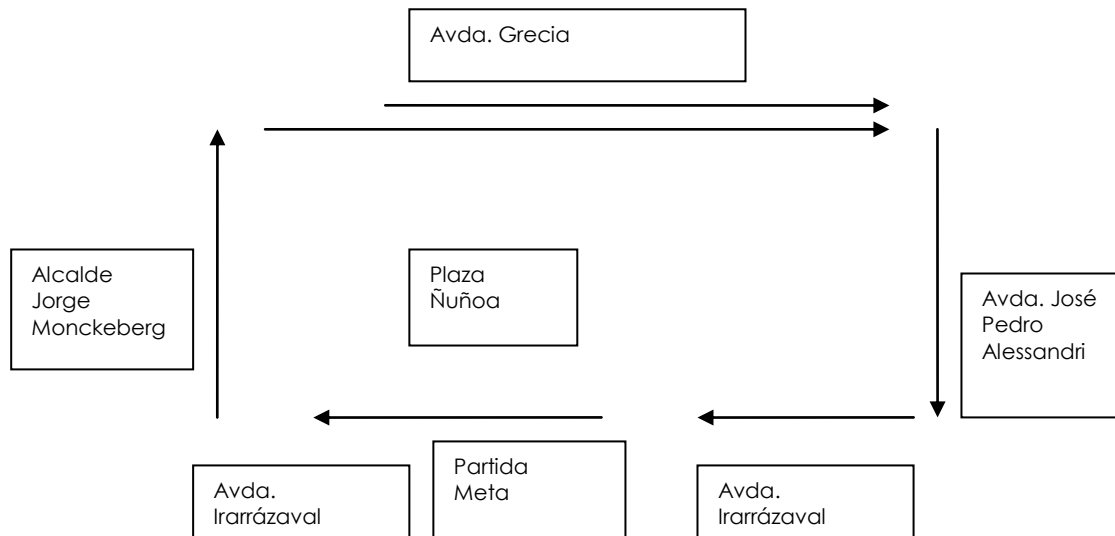 Avda. Grecia
Alcalde
Jorge
Monckeberg
Plaza
Ñuñoa
Avda. José
Pedro
Alessandri
Avda.
Irarrázaval
Partida
Meta
Avda.
Irarrázaval